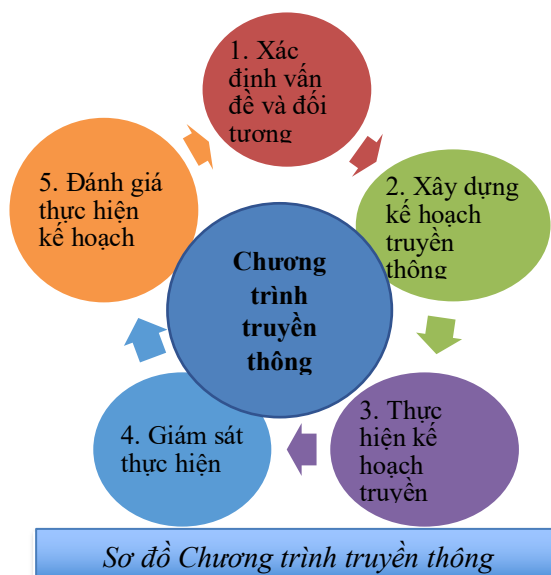 1. Xác
định vấn
đề và đối
tương
2. Xây dựng
kế hoạch
truyền
thông
3. Thực
hiện kế
hoạch
truyền
4. Giám sát
thực hiện
5. Đánh giá
thực hiện
kế hoạch
Chương
trình
truyền
thông
Sơ đồ Chương trình truyền thông